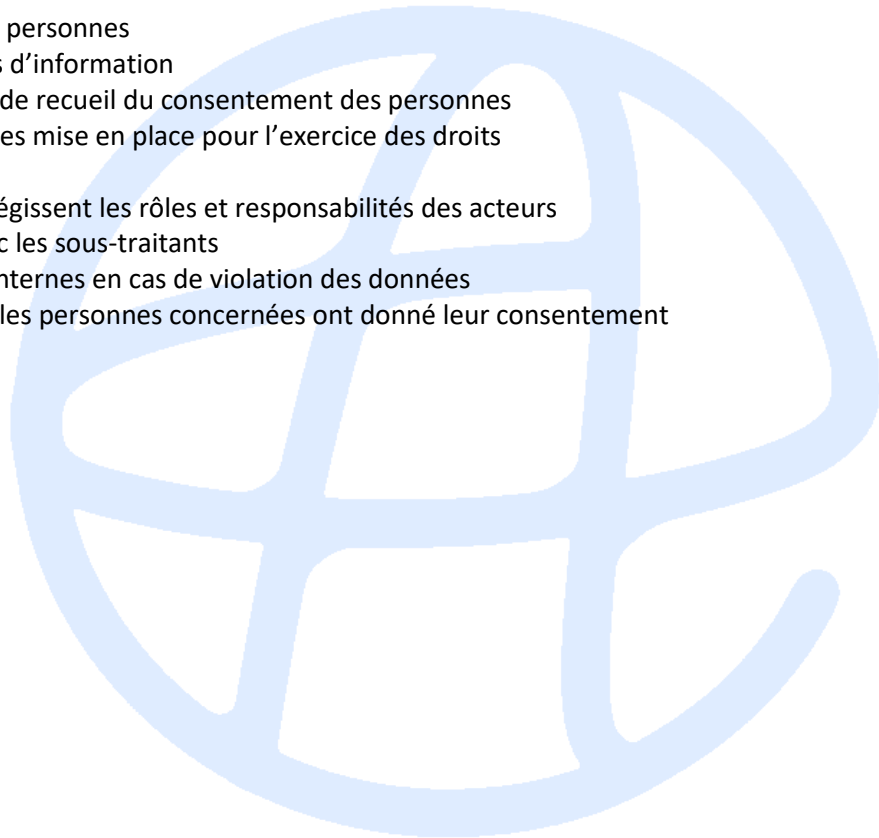 personnes
s d’information
de recueil du consentement des personnes
es mise en place pour l’exercice des droits
égissent les rôles et responsabilités des acteurs
c les sous-traitants
nternes en cas de violation des données
les personnes concernées ont donné leur consentement